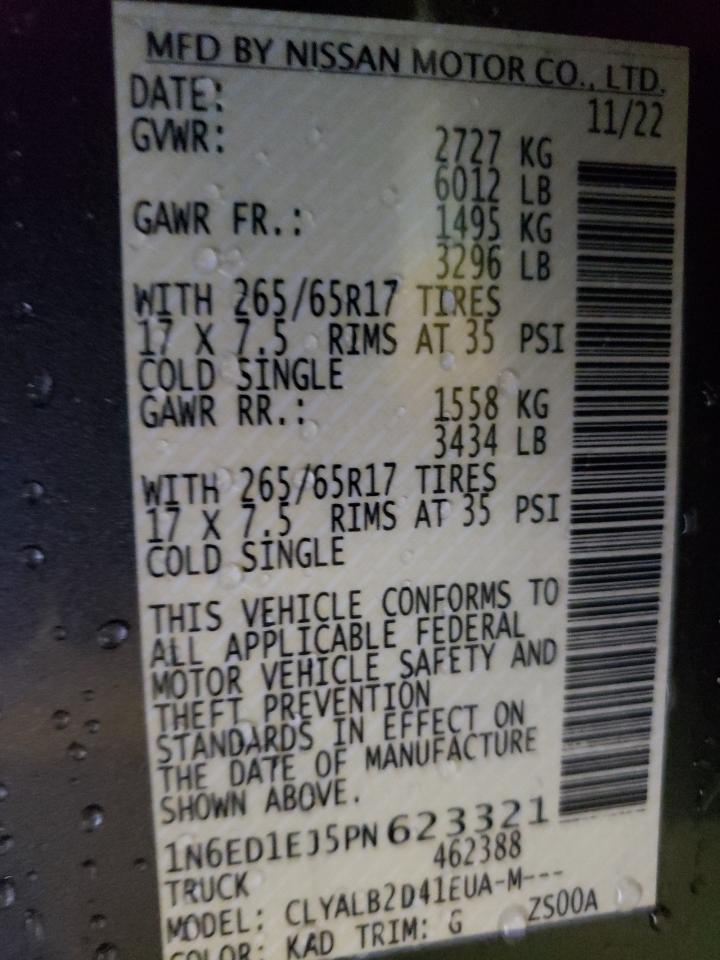 MFD BY NISSAN MOTOR CO., LTD.
DATE: 11/22
GVWR: 2727 KG
6012 LB
GAWR FR.: 1495 KG
3296 LB
WITH 265/65R17 TIRES
17 X 7.5 RIMS AT 35 PSI
COLD SINGLE
GAWR RR.: 1558 KG
3434 LB
WITH 265/65R17 TIRES
17 X 7.5 RIMS AT 35 PSI
COLD SINGLE
THIS VEHICLE CONFORMS TO
ALL APPLICABLE FEDERAL
MOTOR VEHICLE SAFETY AND
THEFT PREVENTION
STANDARDS IN EFFECT ON
THE DATE OF MANUFACTURE
SHOWN ABOVE.
1N6ED1EJ5PN 623321
TRUCK 462388
MODEL: CLYALB2D41EUA-M---
COLOR: KAD TRIM: G ZS00A